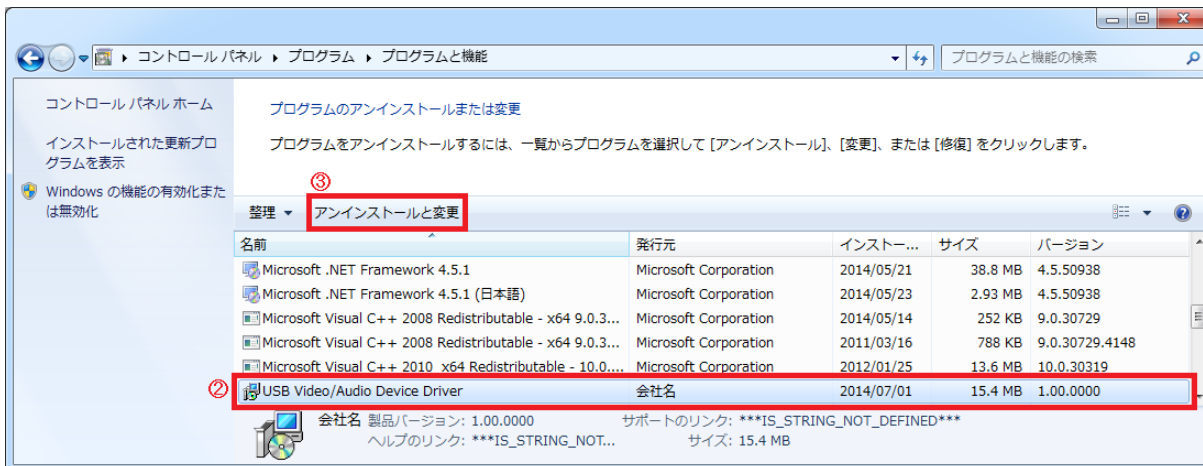 コントロール パネル ▸ プログラム ▸ プログラムと機能
プログラムと機能の検索
コントロール パネル ホーム
インストールされた更新プロ
グラムを表示
Windows の機能の有効化また
は無効化
プログラムのアンインストールまたは変更
プログラムをアンインストールするには、一覧からプログラムを選択して [アンインストール]、[変更]、または [修復] をクリックします。
③
整理 ▼ アンインストールと変更
名前 発行元 インストー... サイズ バージョン
Microsoft .NET Framework 4.5.1 Microsoft Corporation 2014/05/21 38.8 MB 4.5.50938
Microsoft .NET Framework 4.5.1 (日本語) Microsoft Corporation 2014/05/23 2.93 MB 4.5.50938
Microsoft Visual C++ 2008 Redistributable - x64 9.0.3... Microsoft Corporation 2014/05/14 252 KB 9.0.30729
Microsoft Visual C++ 2008 Redistributable - x64 9.0.3... Microsoft Corporation 2011/03/16 788 KB 9.0.30729.4148
Microsoft Visual C++ 2010 x64 Redistributable - 10.0.... Microsoft Corporation 2012/01/25 13.6 MB 10.0.30319
② USB Video/Audio Device Driver 会社名 2014/07/01 15.4 MB 1.00.0000
会社名 製品バージョン: 1.00.0000 サポートのリンク: ***IS_STRING_NOT_DEFINED***
ヘルプのリンク: ***IS_STRING_NOT... サイズ: 15.4 MB